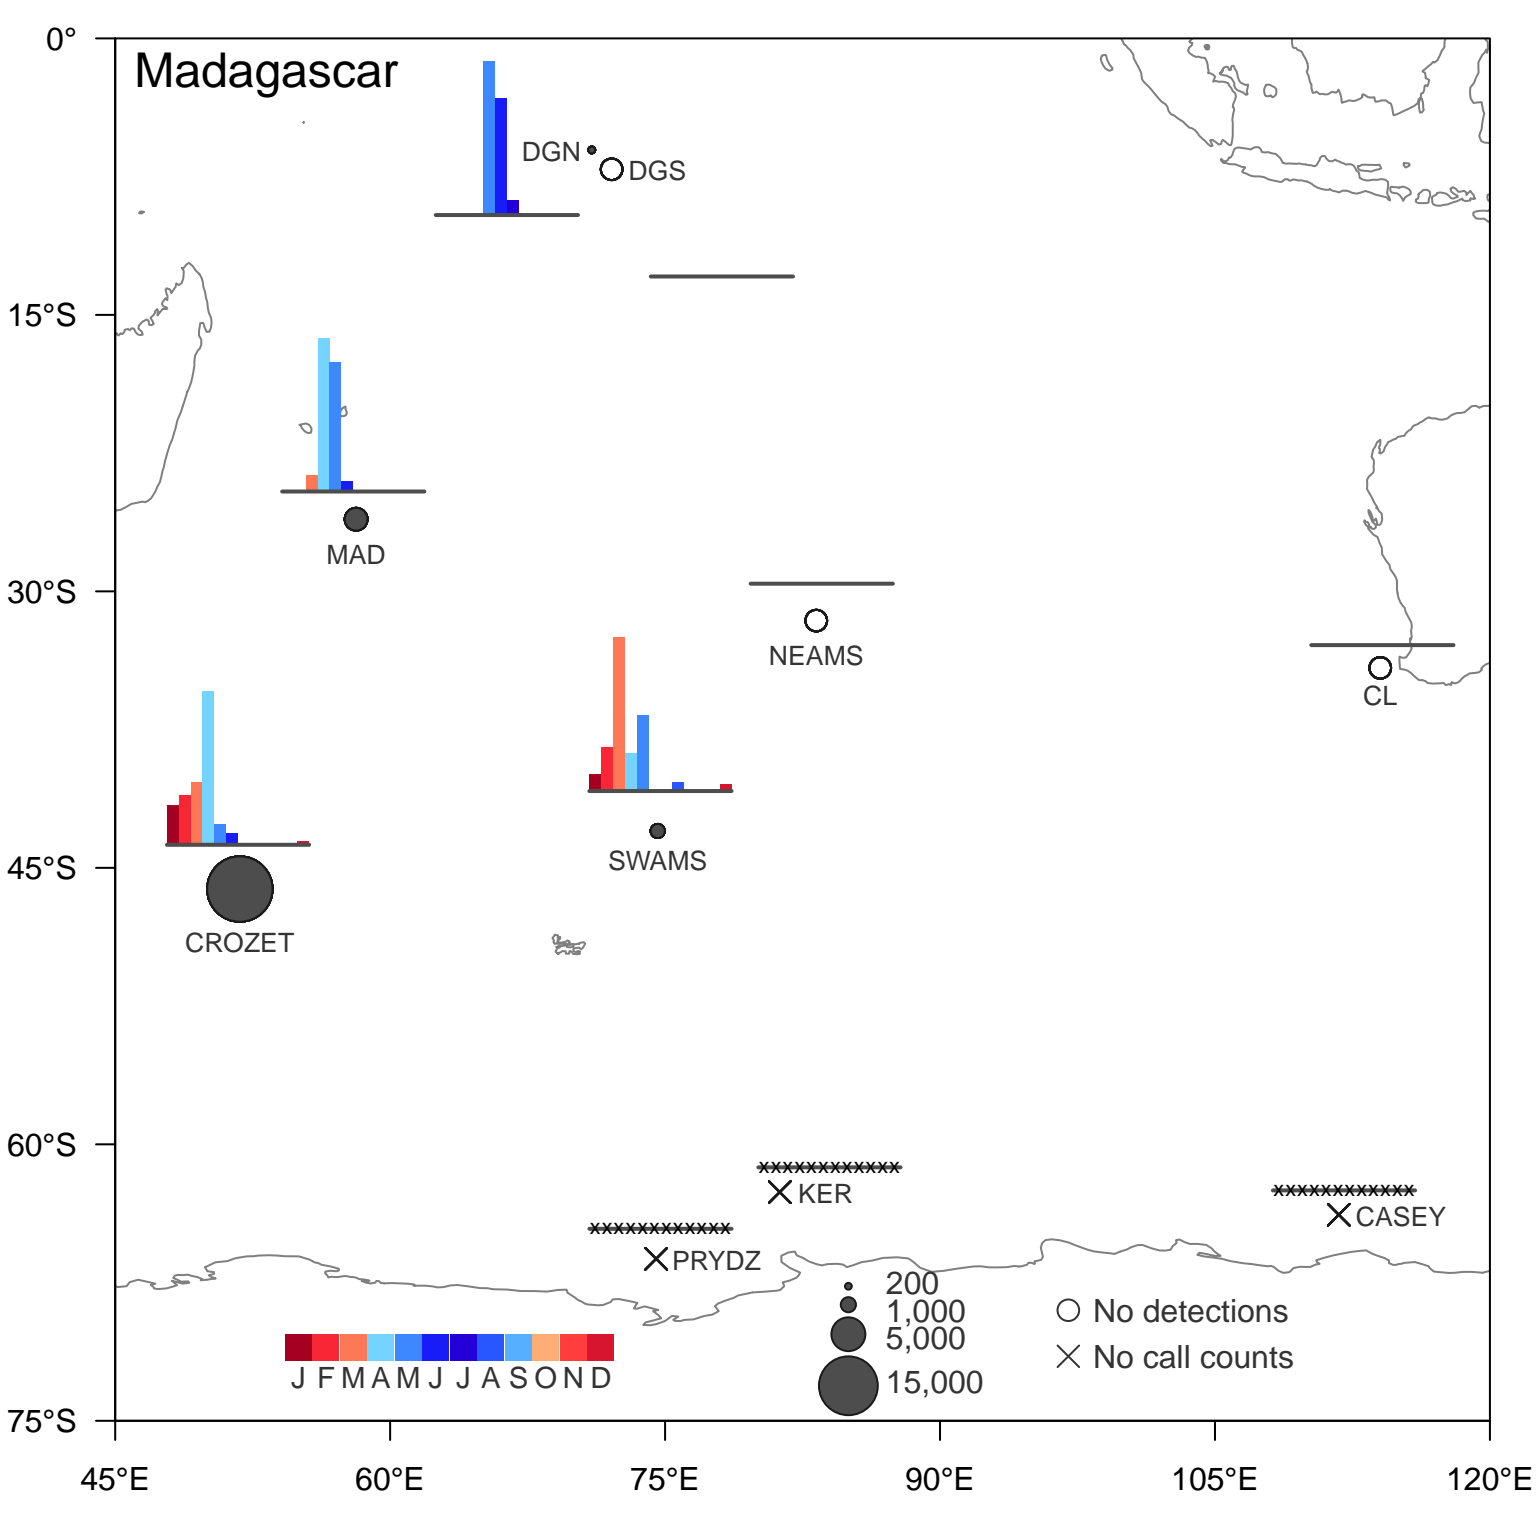 Madagascar
0°
15°S
30°S
45°S
60°S
75°S
DGN
DGS
MAD
NEAMS
CL
SWAMS
CROZET
xxxxxxxxxxxx
KER
xxxxxxxxxxxx
CASEY
xxxxxxxxxxxx
PRYDZ
200
1,000
5,000
15,000
No detections
No call counts
J F M A M J J A S O N D
45°E 60°E 75°E 90°E 105°E 120°E